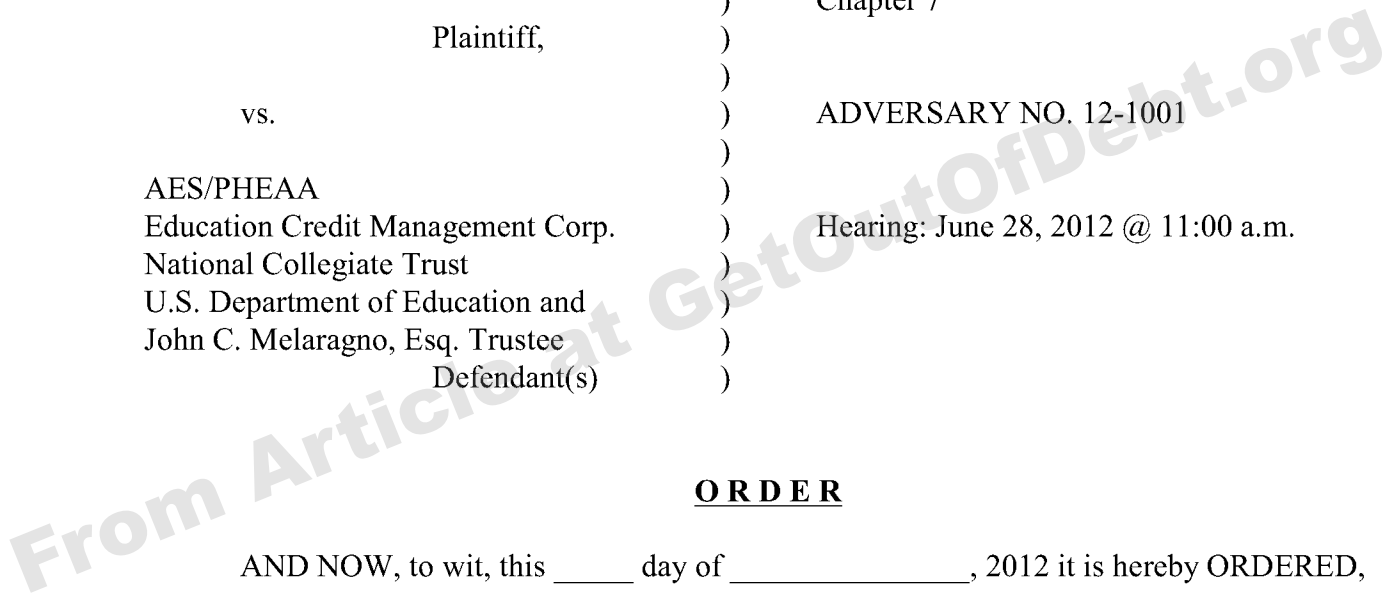 ) Chapter 7
Plaintiff, )
)
vs. ) ADVERSARY NO. 12-1001
)
AES/PHEAA )
Education Credit Management Corp. ) Hearing: June 28, 2012 @ 11:00 a.m.
National Collegiate Trust )
U.S. Department of Education and )
John C. Melaragno, Esq. Trustee )
Defendant(s) )
O R D E R
AND NOW, to wit, this _____ day of _______________, 2012 it is hereby ORDERED,
From Article at GetOutOfDebt.org